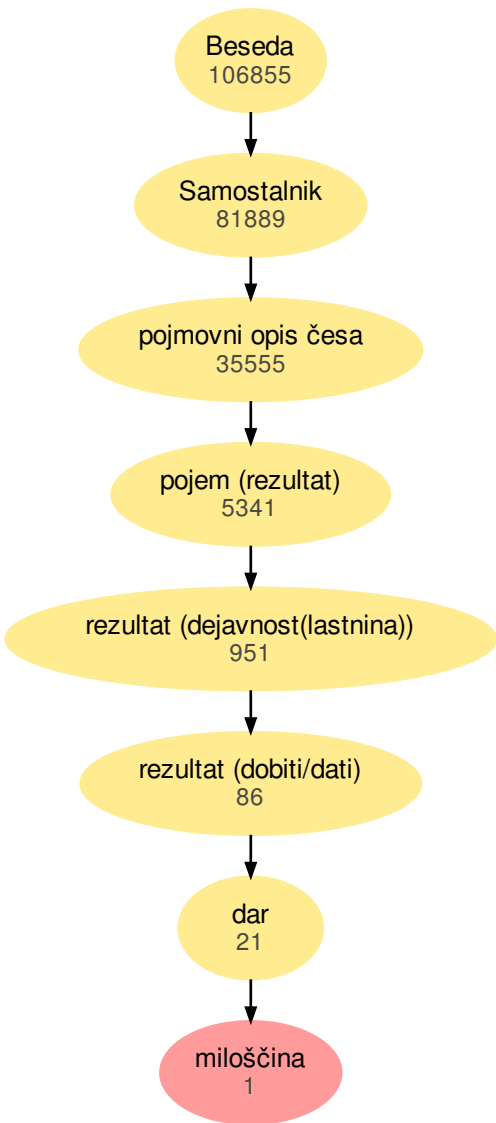 Beseda
106855
Samostalnik
81889
pojmovni opis česa
35555
pojem (rezultat)
5341
rezultat (dejavnost(lastnina))
951
rezultat (dobiti/dati)
86
dar
21
miloščina
1